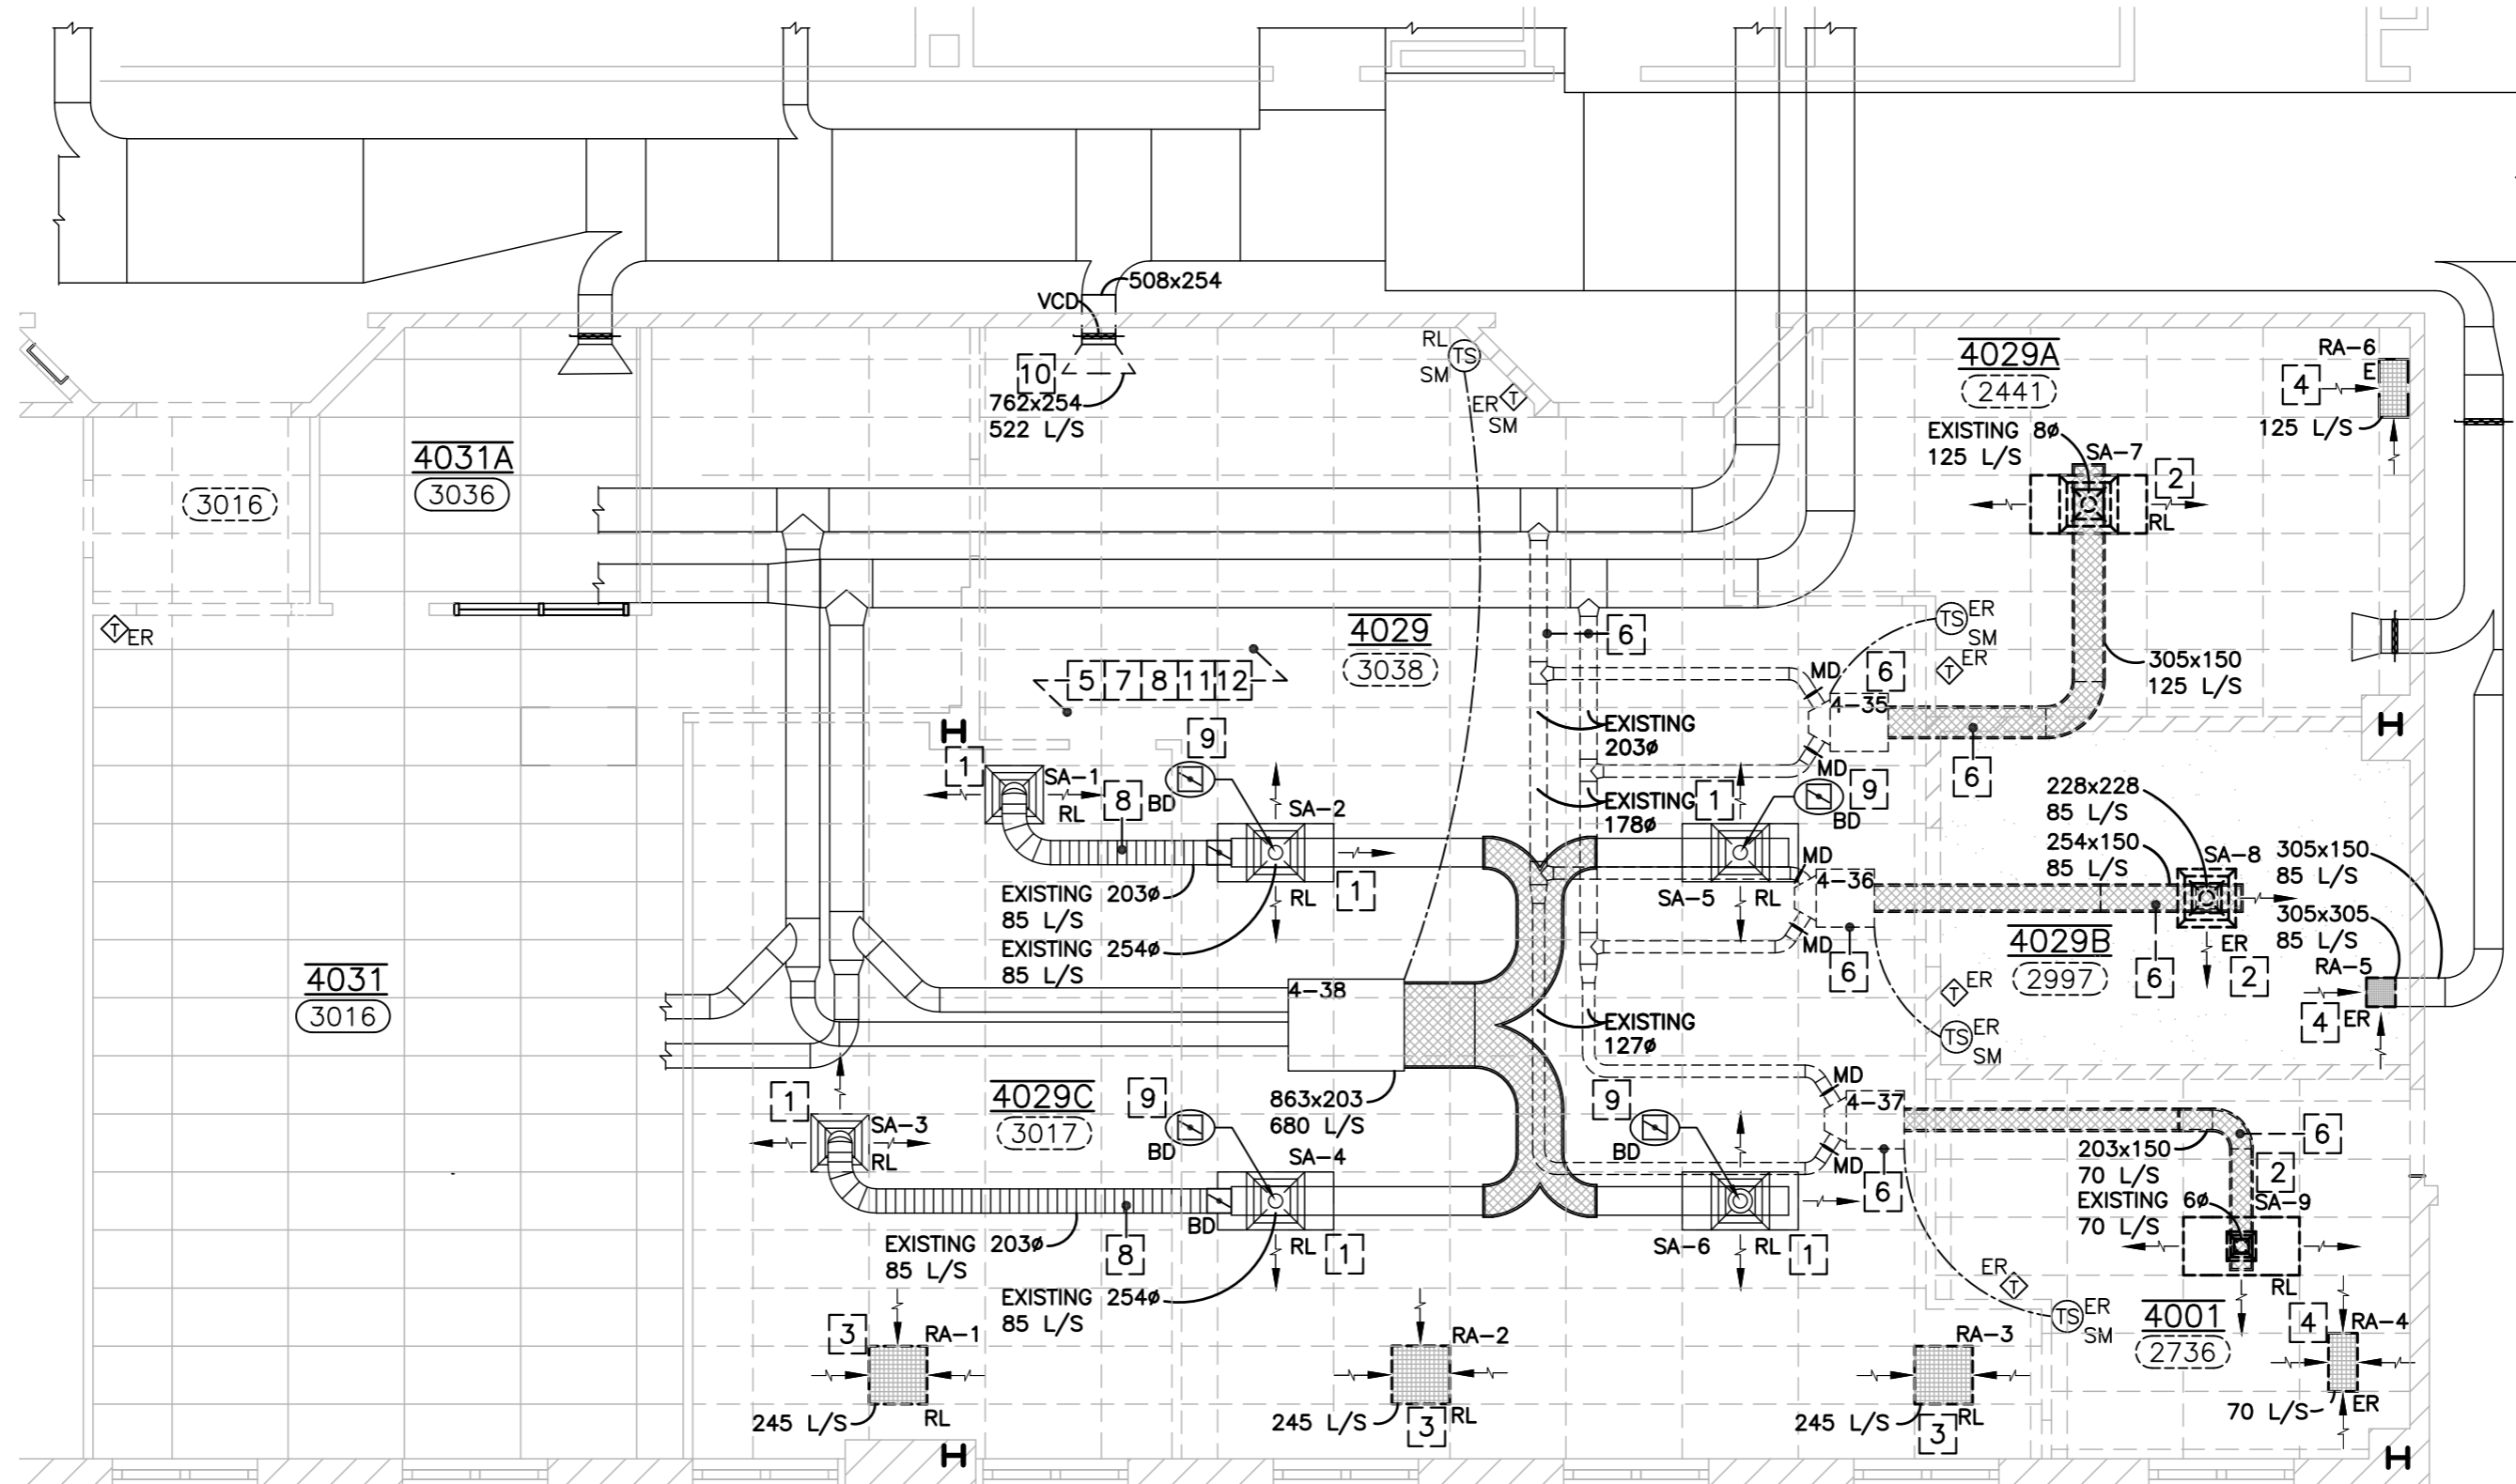 508x254
VCD
10
762x254
522 L/S
RL
TS
SM
ER
T
SM
4029A
2441
RA-6
E
4
125 L/S
EXISTING 8ø
125 L/S
SA-7
2
RL
4031A
3036
3016
T
ER
4029
3038
6
5
7
8
11
12
TS
ER
SM
T
ER
305x150
125 L/S
MD
6
4-35
EXISTING
203ø
MD
6
9
1
SA-1
RL
8
BD
SA-2
EXISTING
178ø
1
9
BD
228x228
85 L/S
254x150
85 L/S
SA-8
305x150
85 L/S
305x305
85 L/S
RA-5
EXISTING 203ø
85 L/S
EXISTING 254ø
85 L/S
RL
1
SA-5
RL
MD
4-36
MD
6
4029B
2997
6
ER
2
4
ER
T
ER
TS
ER
SM
4031
3016
4-38
EXISTING
127ø
863x203
680 L/S
1
4029C
3017
9
BD
SA-3
RL
SA-4
9
BD
MD
4-37
MD
6
203x150
70 L/S
6
2
EXISTING 6ø
70 L/S
SA-9
RL
BD
EXISTING 203ø
85 L/S
8
RL
1
SA-6
RL
1
EXISTING 254ø
85 L/S
ER
T
TS
ER
SM
4001
2736
4
RA-4
ER
70 L/S
3
RA-1
245 L/S
RL
RA-2
245 L/S
3
RL
RA-3
245 L/S
3
RL
H
H
H
H